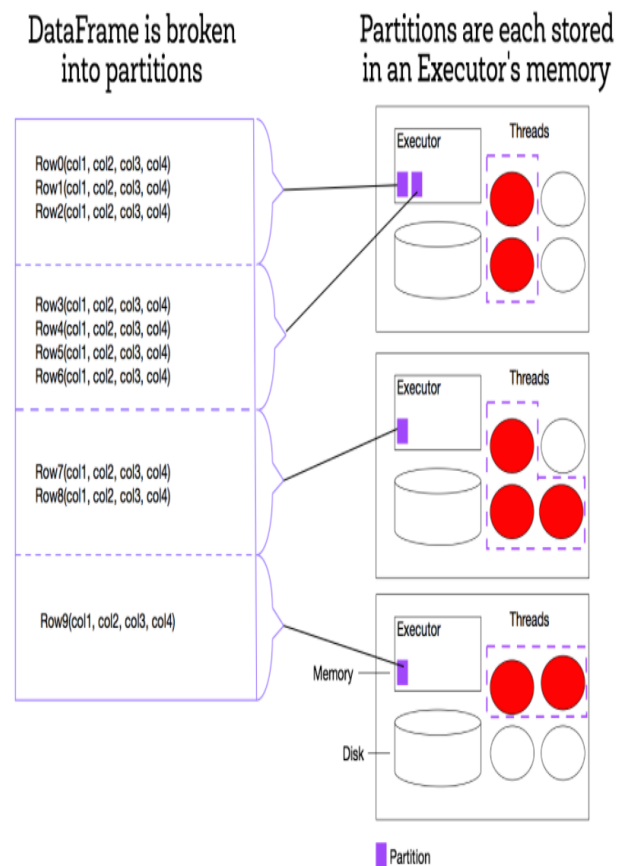 DataFrame is broken
into partitions
Partitions are each stored
in an Executor's memory
Row0(col1, col2, col3, col4)
Row1(col1, col2, col3, col4)
Row2(col1, col2, col3, col4)
Row3(col1, col2, col3, col4)
Row4(col1, col2, col3, col4)
Row5(col1, col2, col3, col4)
Row6(col1, col2, col3, col4)
Row7(col1, col2, col3, col4)
Row8(col1, col2, col3, col4)
Row9(col1, col2, col3, col4)
Executor
Threads
Executor
Threads
Executor
Threads
Memory
Disk
Partition